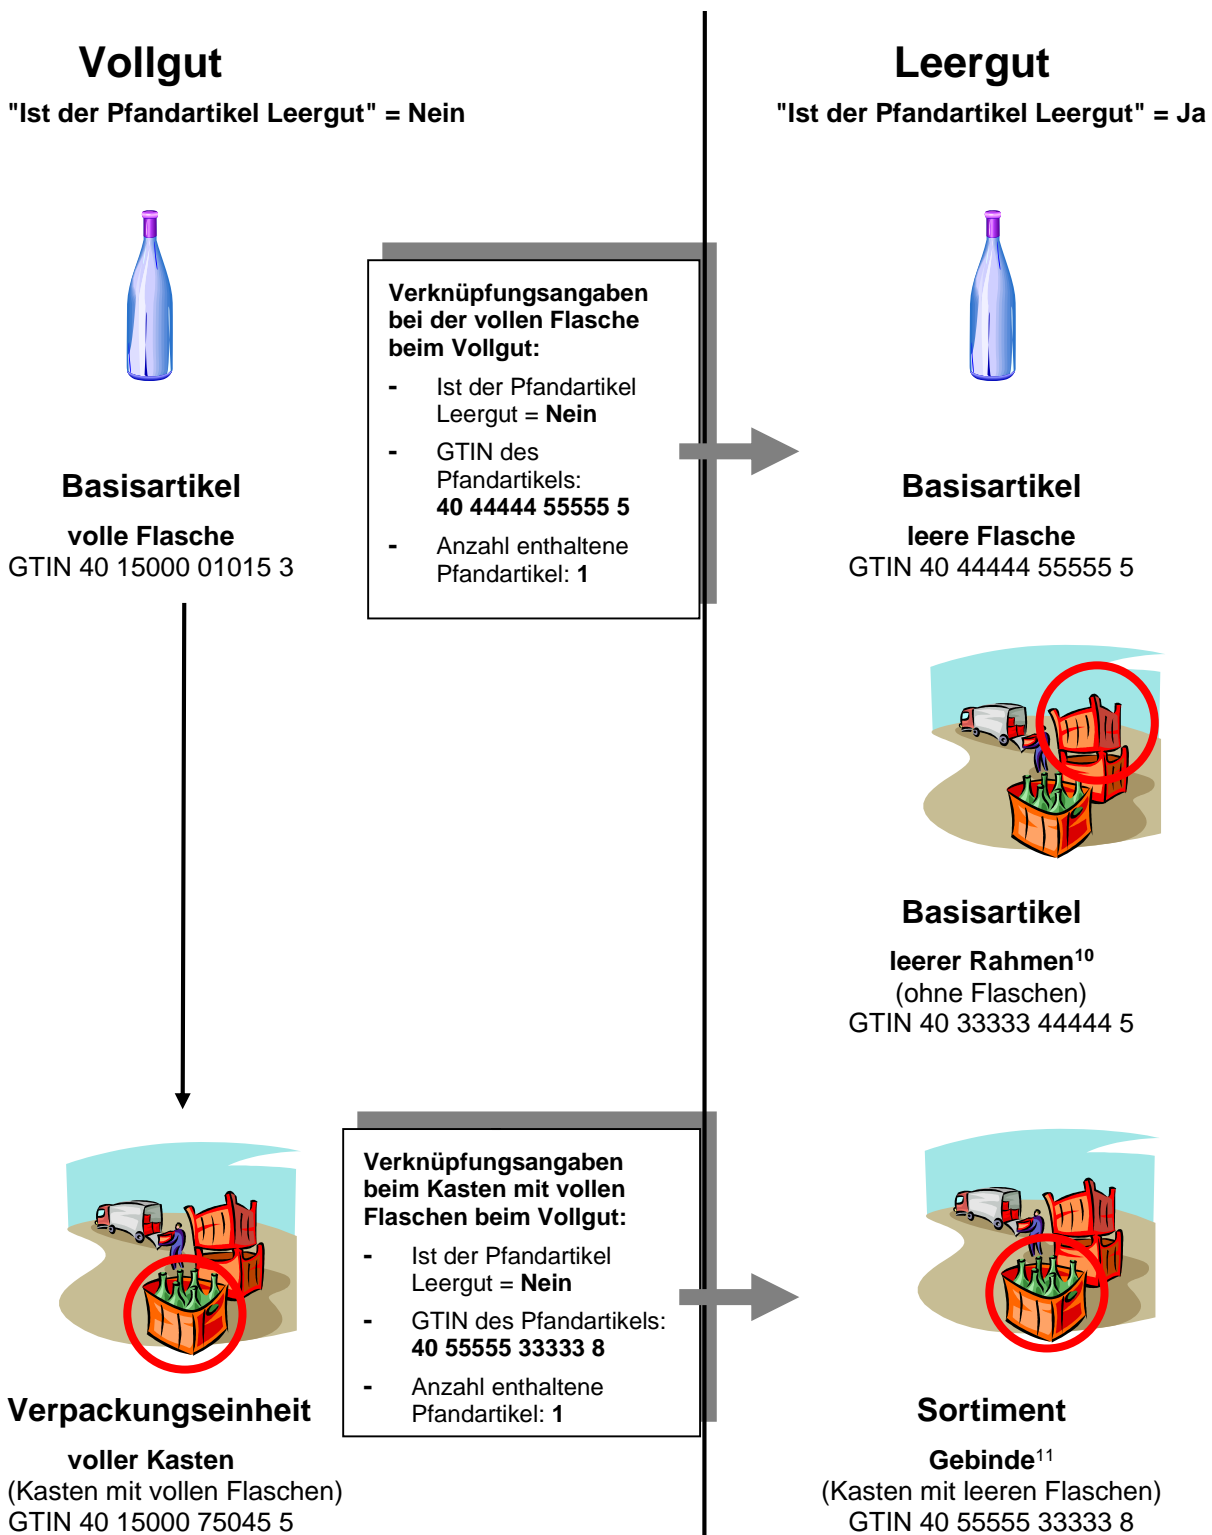 Vollgut
"Ist der Pfandartikel Leergut" = Nein
Leergut
"Ist der Pfandartikel Leergut" = Ja
Verknüpfungsangaben
bei der vollen Flasche
beim Vollgut:
- Ist der Pfandartikel
Leergut = Nein
- GTIN des
Pfandartikels:
40 44444 55555 5
- Anzahl enthaltene
Pfandartikel: 1
Basisartikel
volle Flasche
GTIN 40 15000 01015 3
Basisartikel
leere Flasche
GTIN 40 44444 55555 5
Basisartikel
leerer Rahmen¹⁰
(ohne Flaschen)
GTIN 40 33333 44444 5
Verknüpfungsangaben
beim Kasten mit vollen
Flaschen beim Vollgut:
- Ist der Pfandartikel
Leergut = Nein
- GTIN des Pfandartikels:
40 55555 33333 8
- Anzahl enthaltene
Pfandartikel: 1
Verpackungseinheit
voller Kasten
(Kasten mit vollen Flaschen)
GTIN 40 15000 75045 5
Sortiment
Gebinde¹¹
(Kasten mit leeren Flaschen)
GTIN 40 55555 33333 8